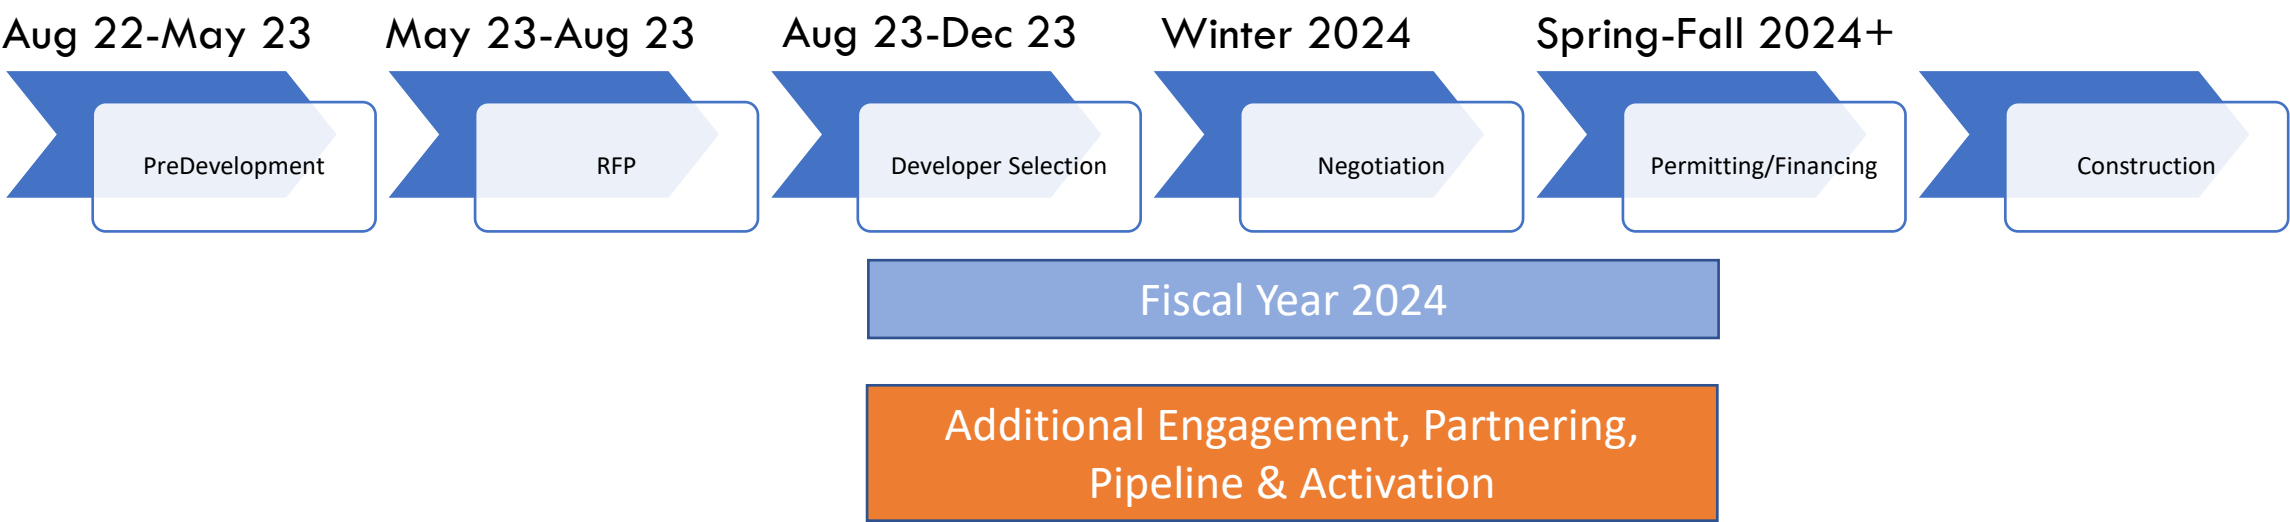 Aug 22-May 23
May 23-Aug 23
Aug 23-Dec 23
Winter 2024
Spring-Fall 2024+
PreDevelopment
RFP
Developer Selection
Negotiation
Permitting/Financing
Construction
Fiscal Year 2024
Additional Engagement, Partnering,
Pipeline & Activation